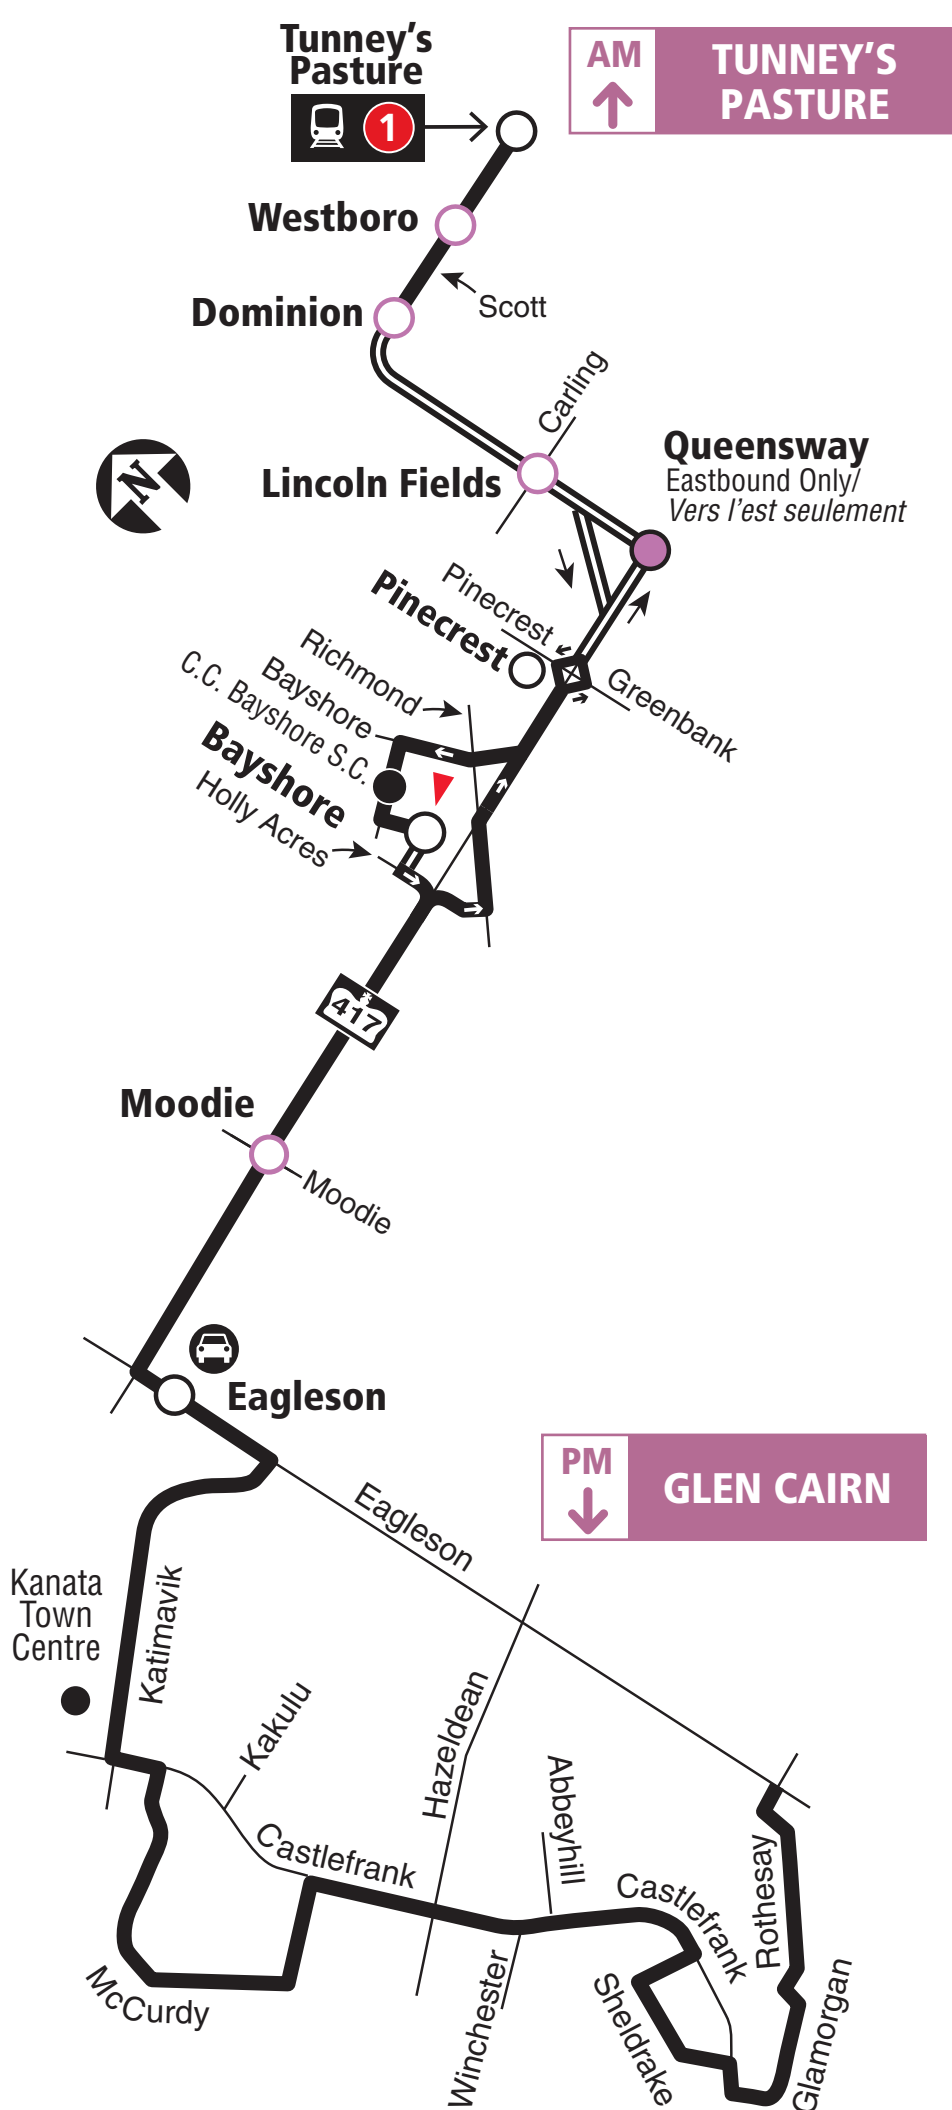 Tunney's
Pasture
1
AM
TUNNEY'S
PASTURE
Westboro
Scott
Dominion
Carling
Queensway
Eastbound Only/
Vers l'est seulement
Lincoln Fields
N
Pinecrest
Pinecrest
Greenbank
Richmond
Bayshore
C.C. Bayshore S.C.
Bayshore
Holly Acres
417
Moodie
Moodie
Eagleson
PM
GLEN CAIRN
Eagleson
Kanata
Town
Centre
Katimavik
Kakulu
Hazeldean
Abbeyhill
Castlefrank
Castlefrank
Rothesay
McCurdy
Winchester
Sheldrake
Glamorgan